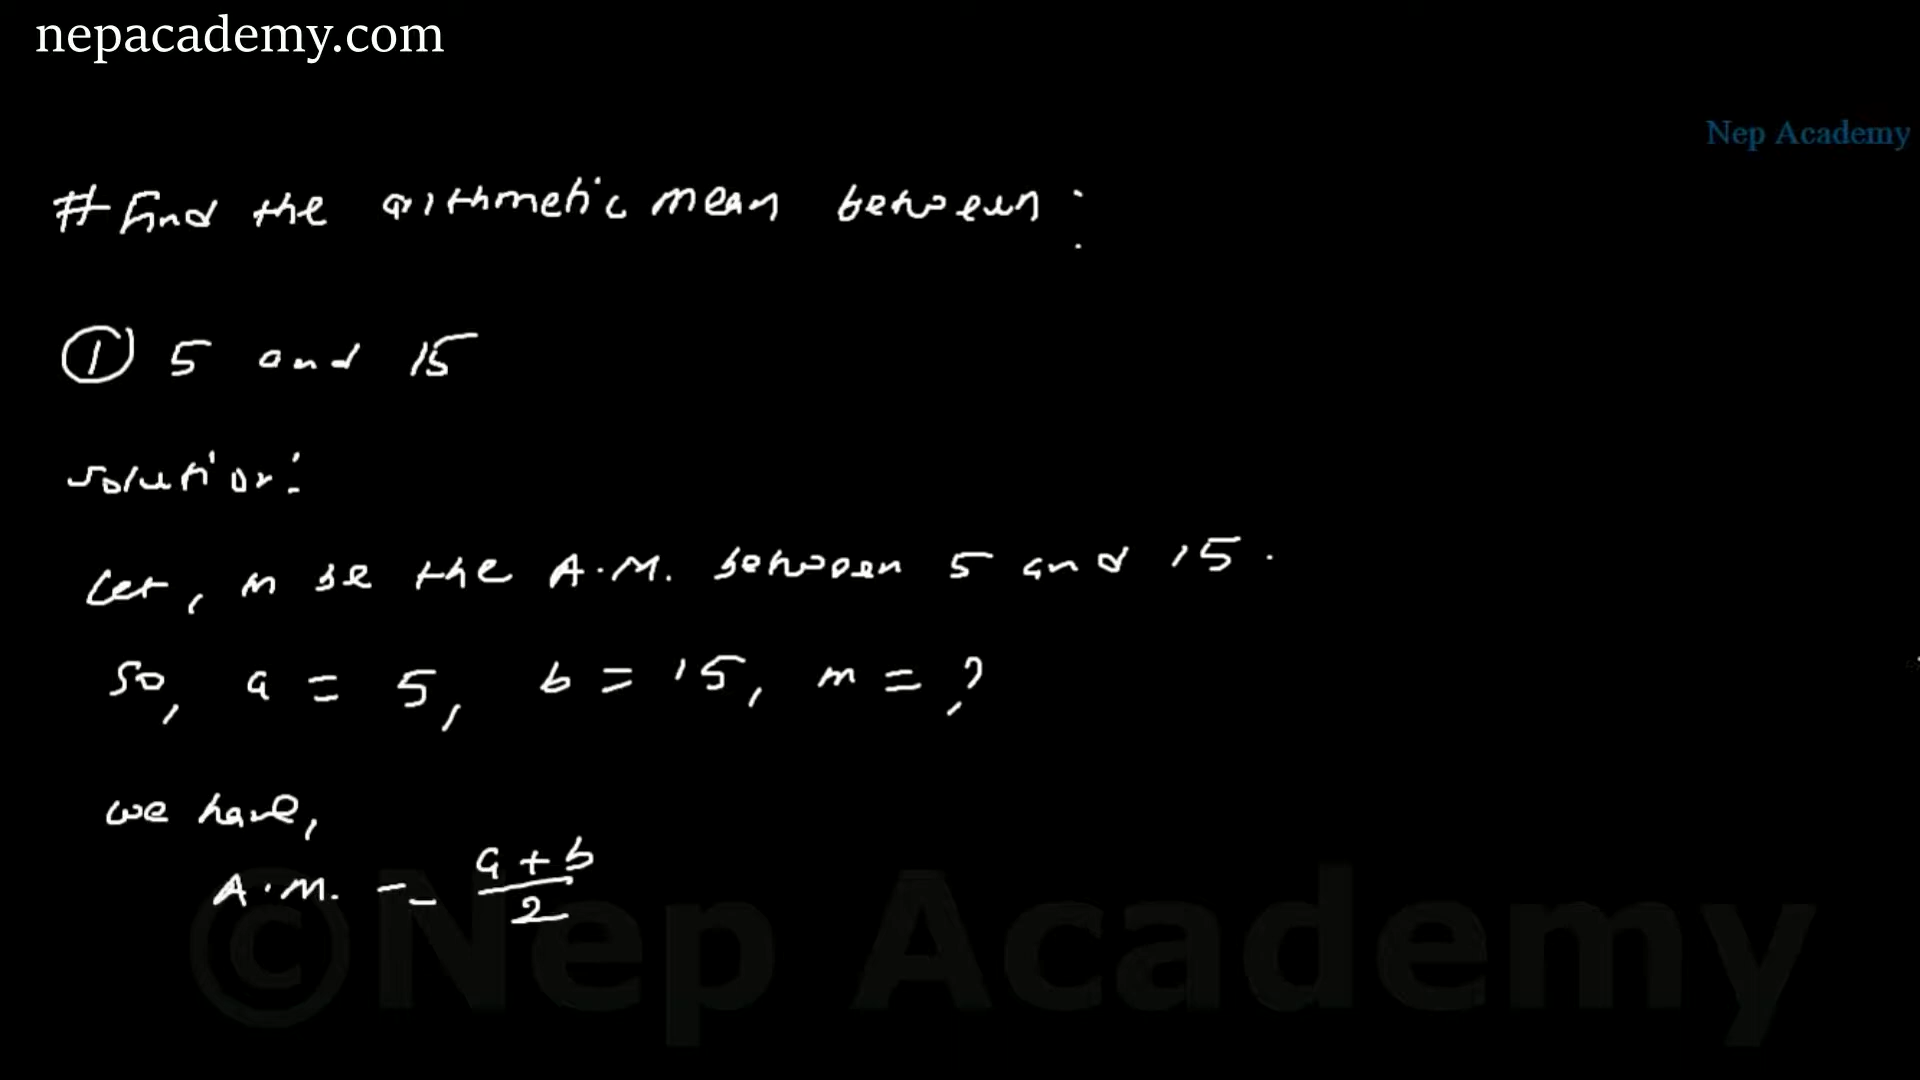 nepacademy.com
Nep Academy
# Find the arithmetic mean between :
① 5 and 15
Solution:
Let, m be the A.M. between 5 and 15.
So, a = 5, b = 15, m = ?
we have,
A.M. = a + b / 2
©Nep Academy